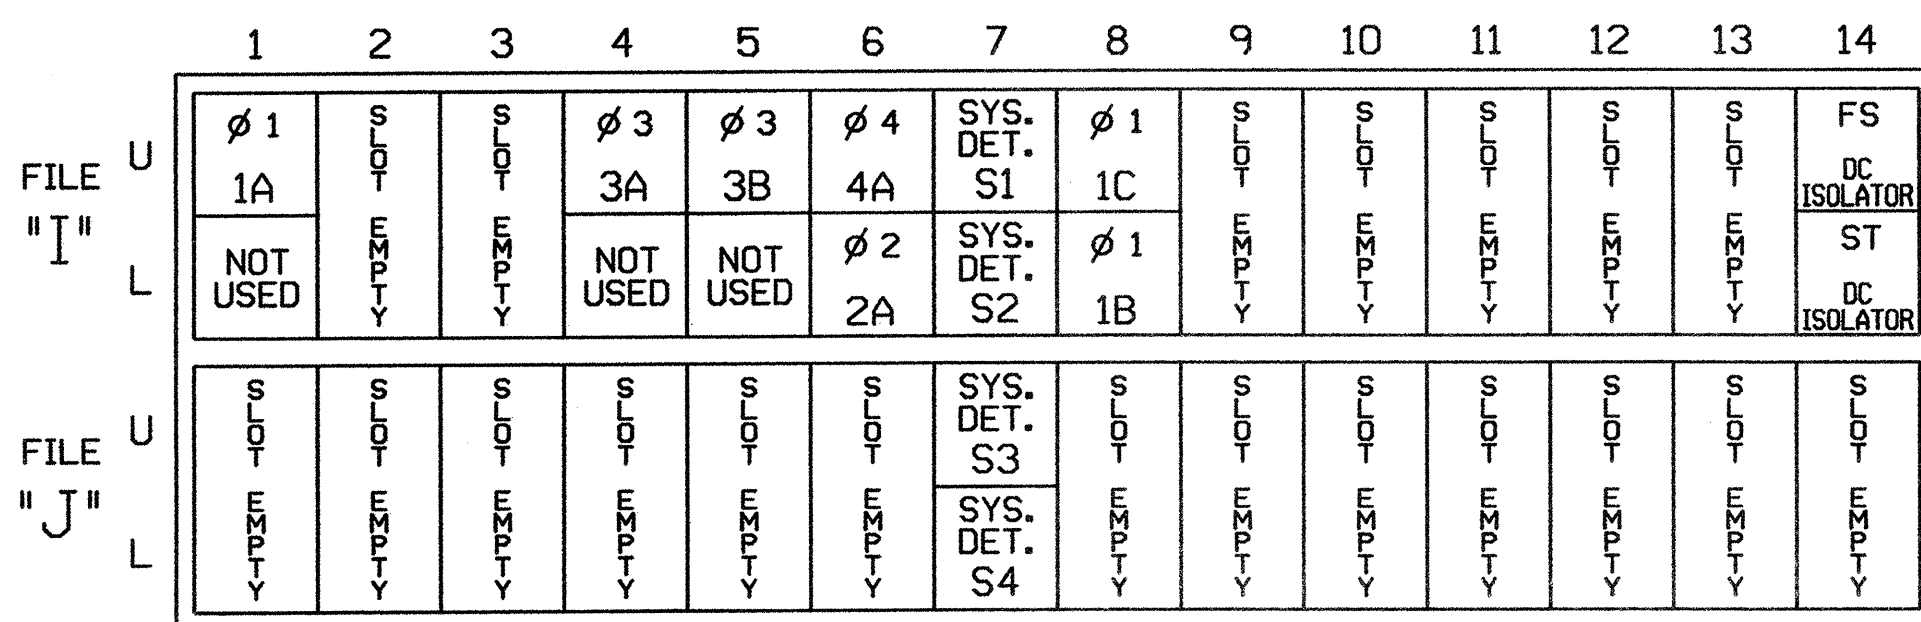 1 2 3 4 5 6 7 8 9 10 11 12 13 14
FILE "I"
U
L
Ø 1
1A
NOT
USED
SLOT EMPTY
SLOT EMPTY
Ø 3
3A
NOT
USED
Ø 3
3B
NOT
USED
Ø 4
4A
Ø 2
2A
SYS.
DET.
S1
SYS.
DET.
S2
Ø 1
1C
Ø 1
1B
SLOT EMPTY
SLOT EMPTY
SLOT EMPTY
SLOT EMPTY
SLOT EMPTY
FS
DC
ISOLATOR
ST
DC
ISOLATOR
FILE "J"
U
L
SLOT EMPTY
SLOT EMPTY
SLOT EMPTY
SLOT EMPTY
SLOT EMPTY
SLOT EMPTY
SYS.
DET.
S3
SYS.
DET.
S4
SLOT EMPTY
SLOT EMPTY
SLOT EMPTY
SLOT EMPTY
SLOT EMPTY
SLOT EMPTY
SLOT EMPTY